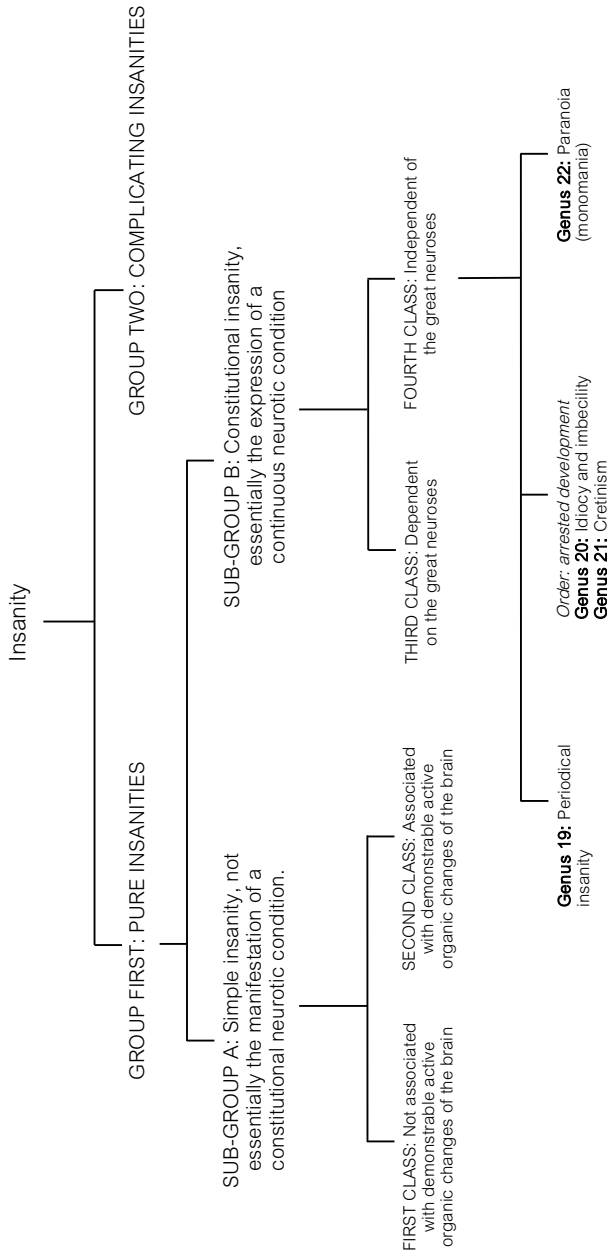 Insanity
GROUP FIRST: PURE INSANITIES
GROUP TWO: COMPLICATING INSANITIES
SUB-GROUP A: Simple insanity, not
essentially the manifestation of a
constitutional neurotic condition.
SUB-GROUP B: Constitutional insanity,
essentially the expression of a
continuous neurotic condition
FIRST CLASS: Not associated
with demonstrable active
organic changes of the brain
SECOND CLASS: Associated
with demonstrable active
organic changes of the brain
THIRD CLASS: Dependent
on the great neuroses
FOURTH CLASS: Independent of
the great neuroses
Genus 19: Periodical
insanity
Order: arrested development
Genus 20: Idiocy and imbecility
Genus 21: Cretinism
Genus 22: Paranoia
(monomania)